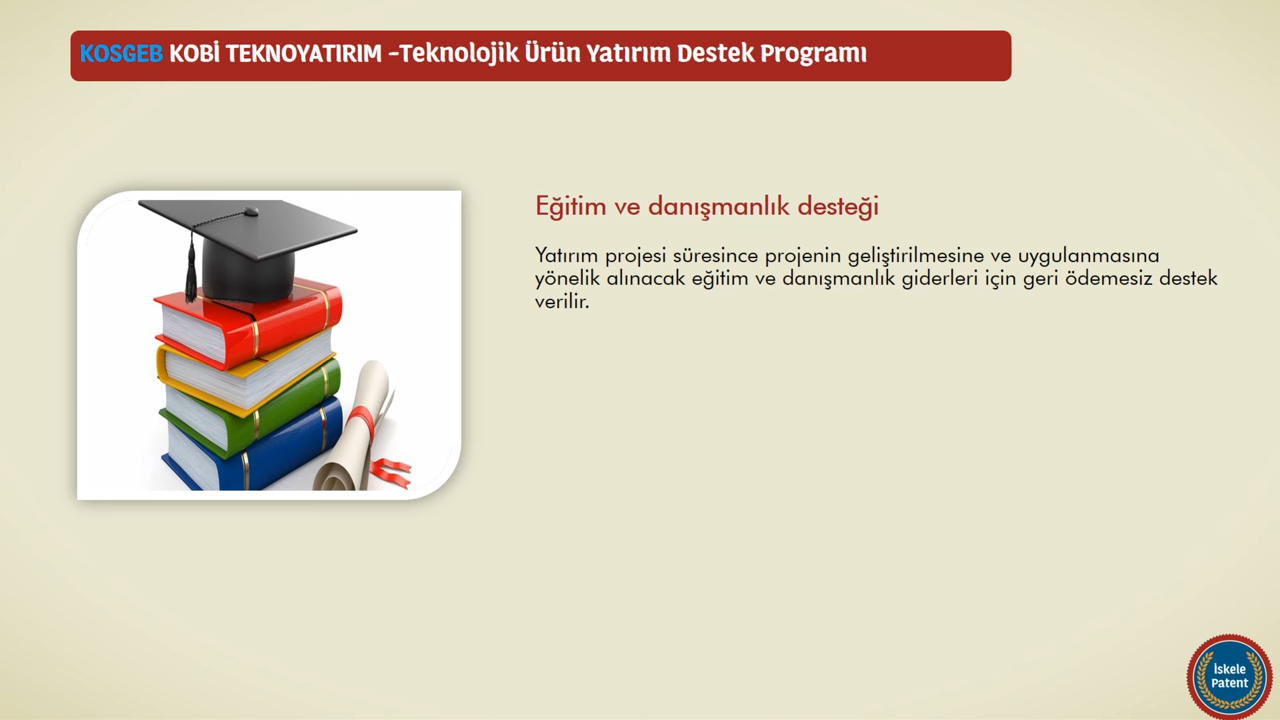 KOSGEB KOBİ TEKNOYATIRIM -Teknolojik Ürün Yatırım Destek Programı
Eğitim ve danışmanlık desteği
Yatırım projesi süresince projenin geliştirilmesine ve uygulanmasına
yönelik alınacak eğitim ve danışmanlık giderleri için geri ödemesiz destek
verilir.
İskele
Patent